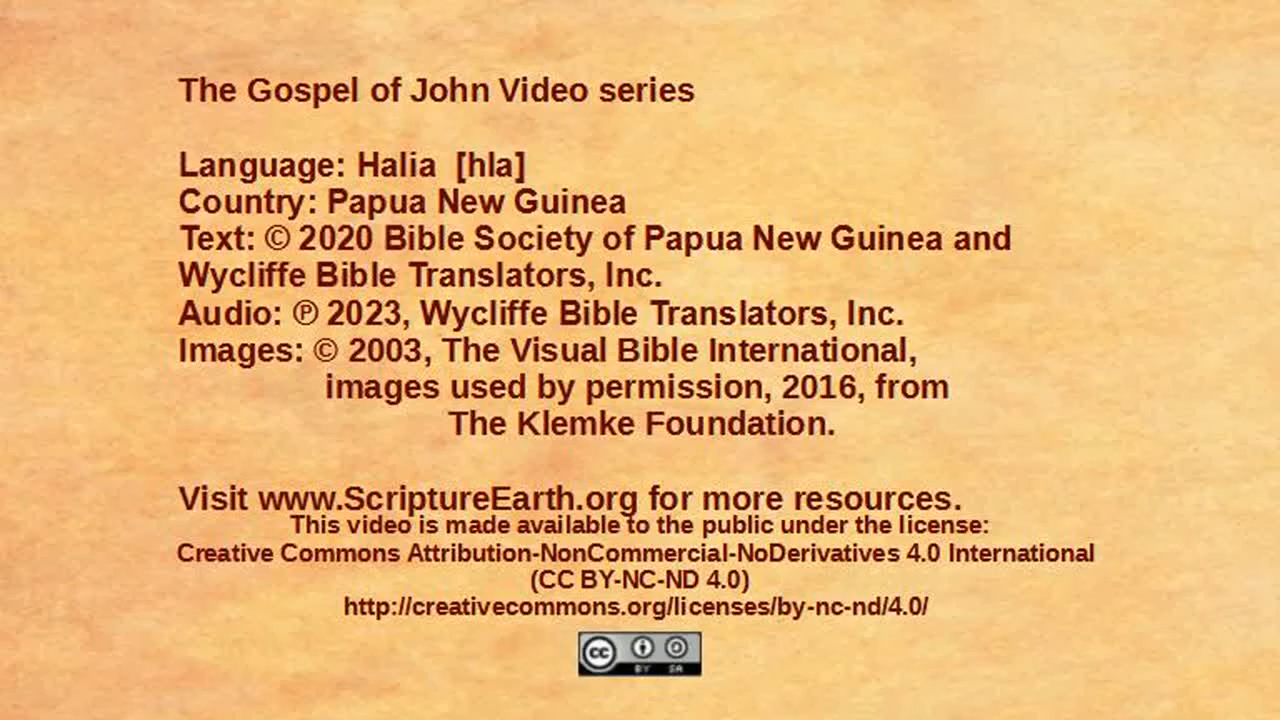 The Gospel of John Video series
Language: Halia [hla]
Country: Papua New Guinea
Text: © 2020 Bible Society of Papua New Guinea and
Wycliffe Bible Translators, Inc.
Audio: ℗ 2023, Wycliffe Bible Translators, Inc.
Images: © 2003, The Visual Bible International,
images used by permission, 2016, from
The Klemke Foundation.
Visit www.ScriptureEarth.org for more resources.
This video is made available to the public under the license:
Creative Commons Attribution-NonCommercial-NoDerivatives 4.0 International
(CC BY-NC-ND 4.0)
http://creativecommons.org/licenses/by-nc-nd/4.0/
cc BY SA